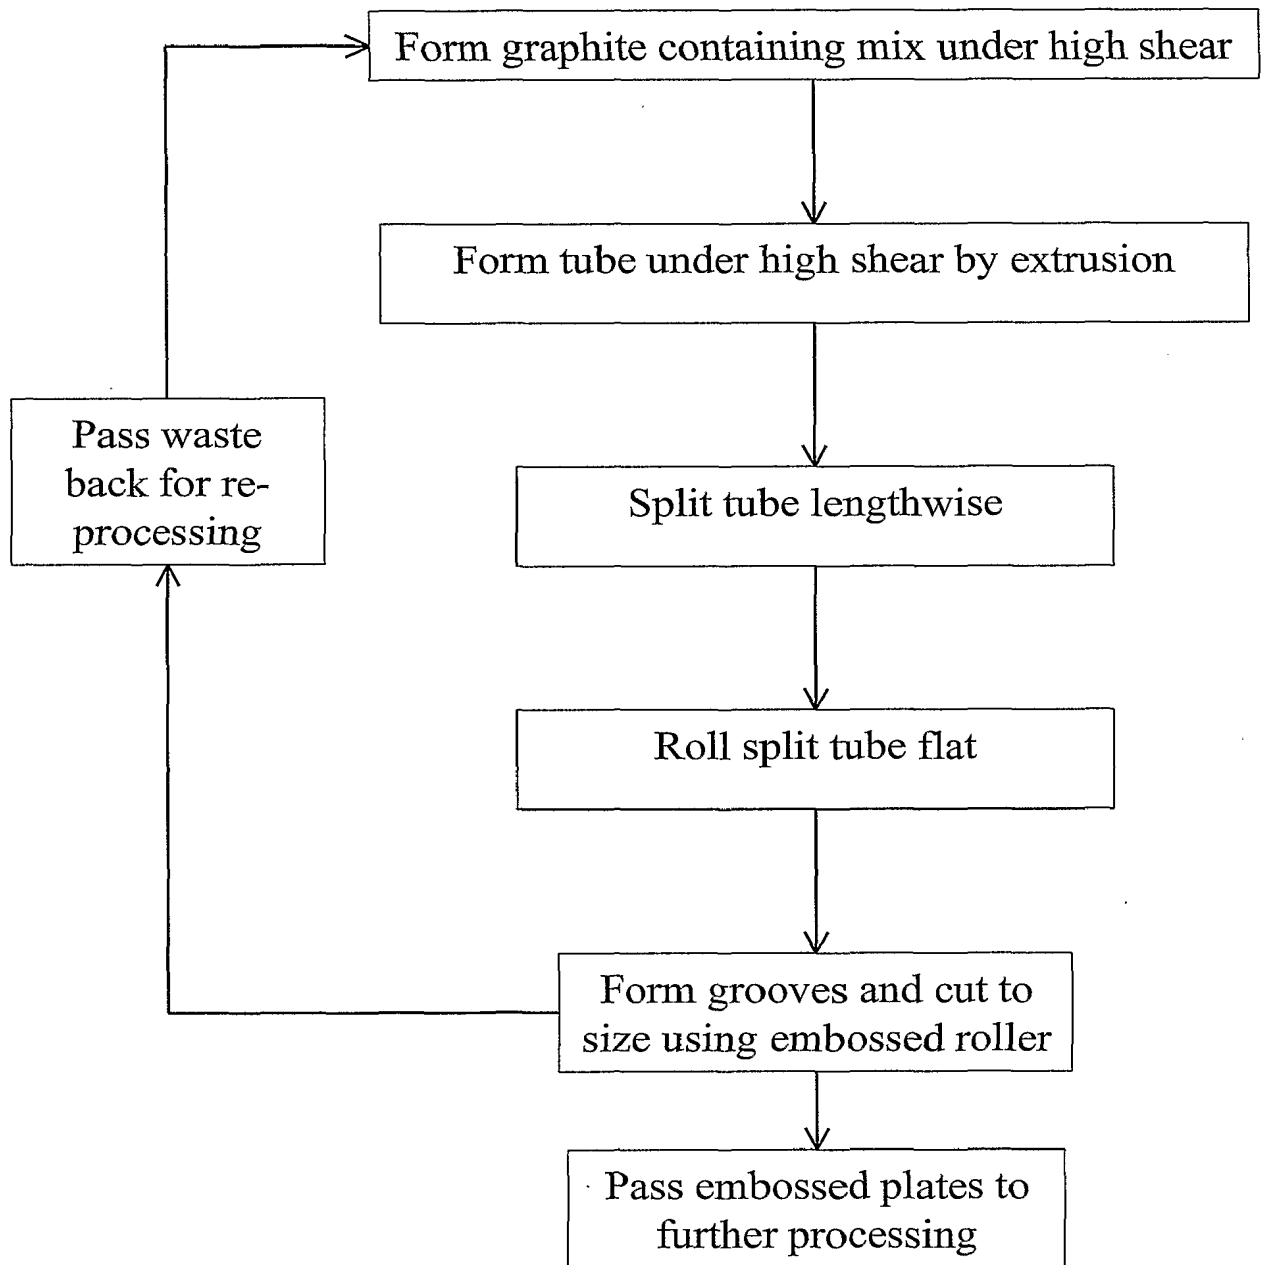 Form graphite containing mix under high shear
Form tube under high shear by extrusion
Pass waste
back for re-
processing
Split tube lengthwise
Roll split tube flat
Form grooves and cut to
size using embossed roller
Pass embossed plates to
further processing